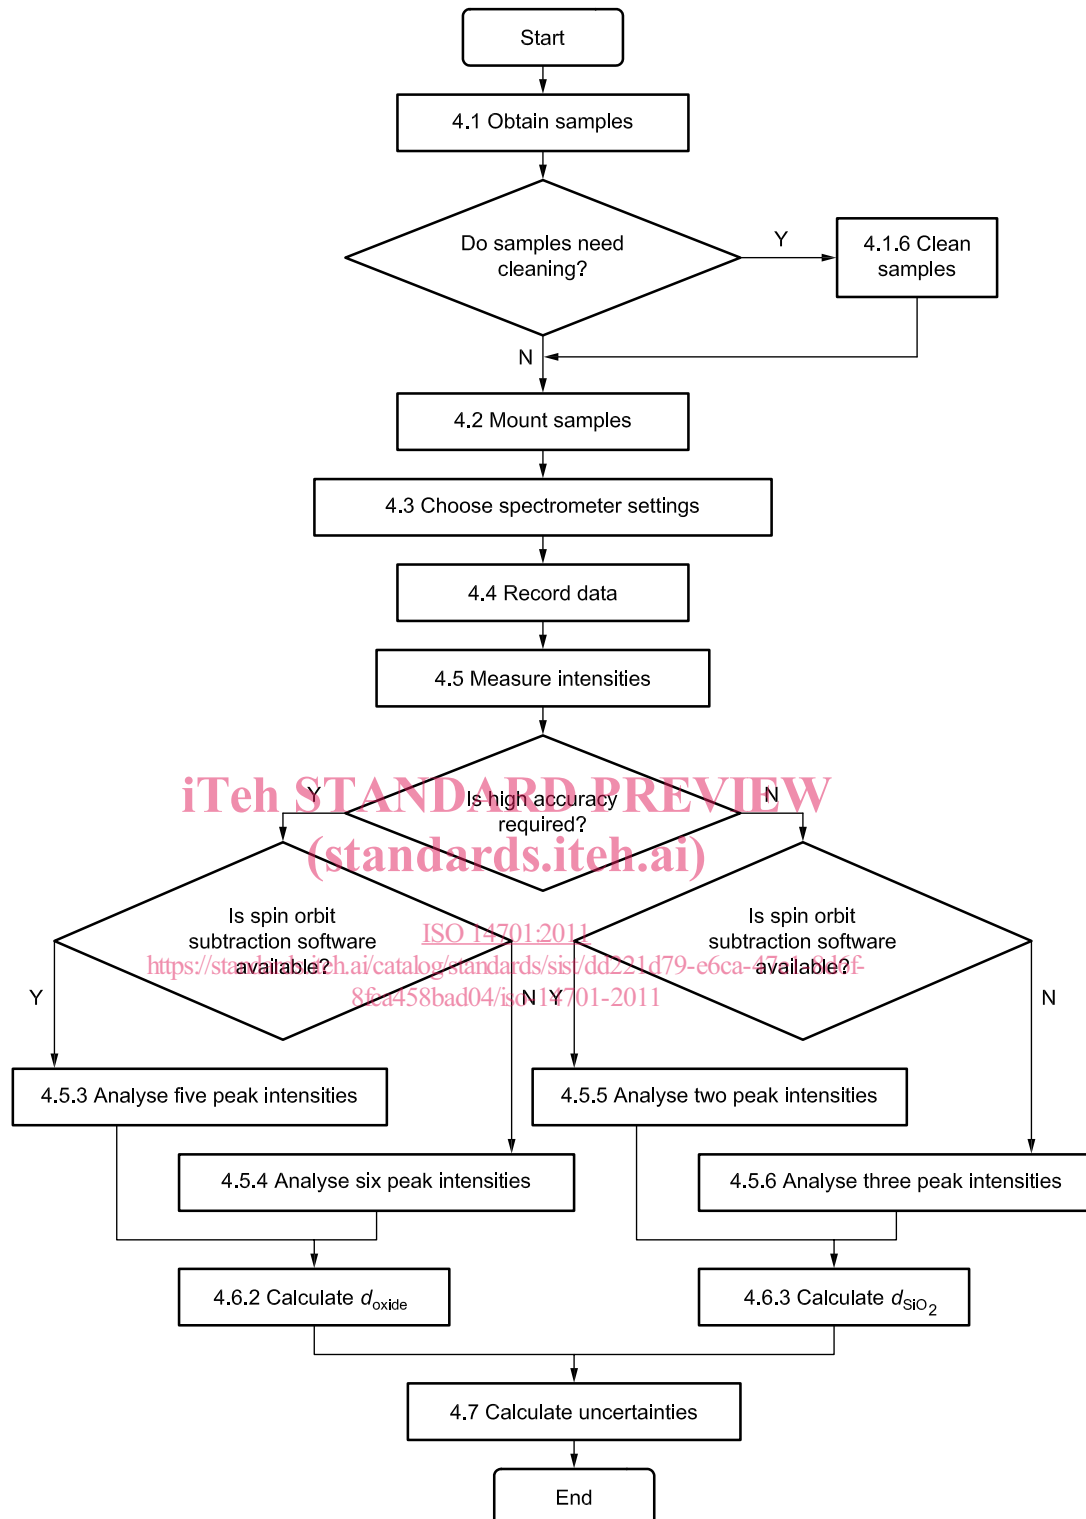 Start
4.1 Obtain samples
Do samples need
cleaning?
Y
4.1.6 Clean
samples
N
4.2 Mount samples
4.3 Choose spectrometer settings
4.4 Record data
4.5 Measure intensities
iTeh STANDARD PREVIEW
(standards.iteh.ai)
Is high accuracy
required?
Y
N
Is spin orbit
subtraction software
available?
Is spin orbit
subtraction software
available?
ISO 14701:2011
8fca458bad04/iso-14701-2011
Y
N
Y
N
4.5.3 Analyse five peak intensities
4.5.5 Analyse two peak intensities
4.5.4 Analyse six peak intensities
4.5.6 Analyse three peak intensities
4.6.2 Calculate doxide
4.6.3 Calculate dSiO2
4.7 Calculate uncertainties
End